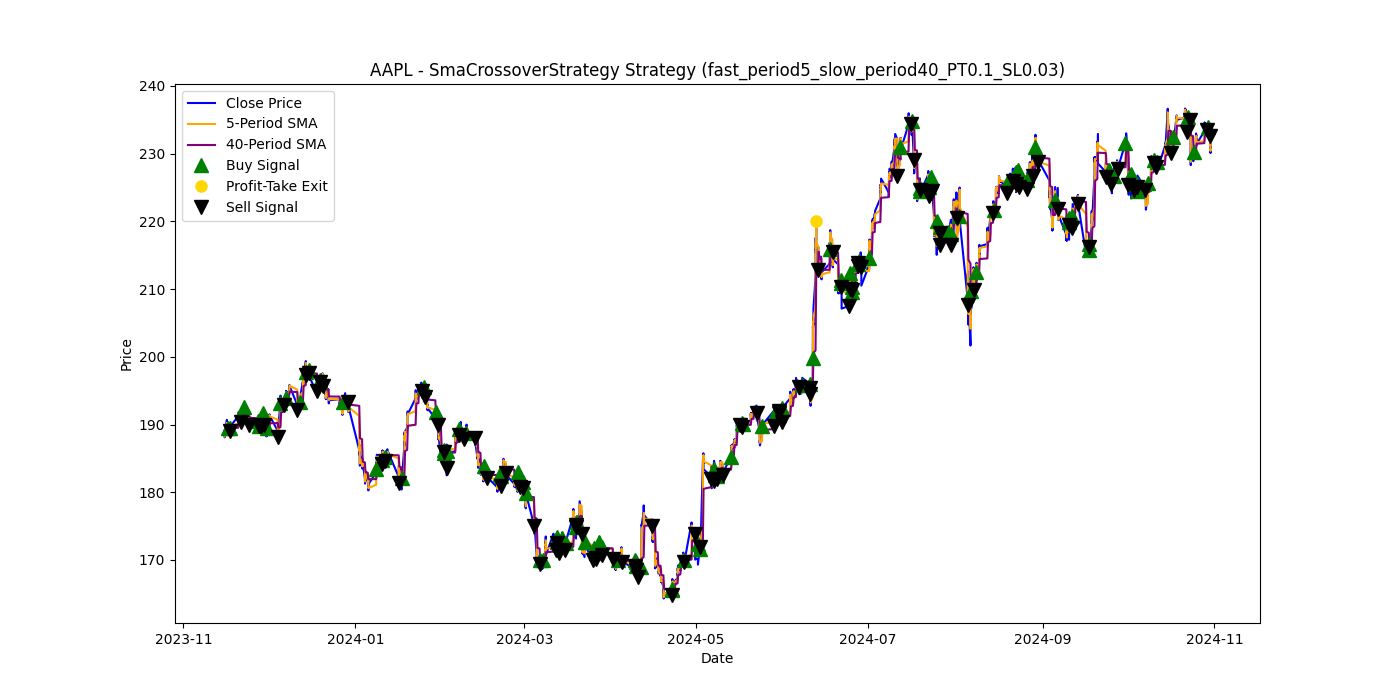 AAPL - SmaCrossoverStrategy Strategy (fast_period5_slow_period40_PT0.1_SL0.03)
Close Price
5-Period SMA
40-Period SMA
Buy Signal
Profit-Take Exit
Sell Signal
240
230
220
210
200
190
180
170
Price
2023-11
2024-01
2024-03
2024-05
2024-07
2024-09
2024-11
Date